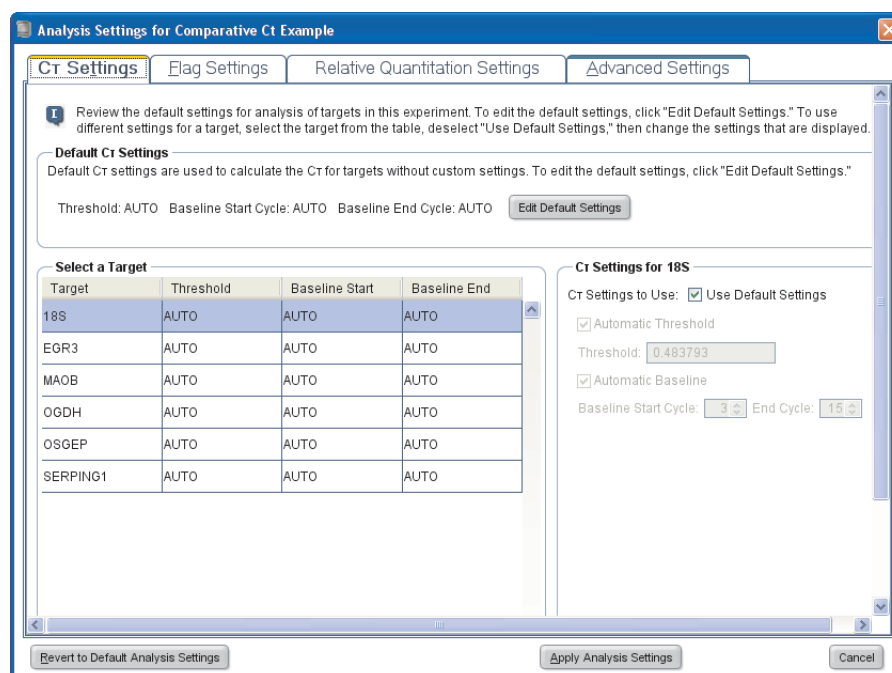 Analysis Settings for Comparative Ct Example
CT Settings Flag Settings Relative Quantitation Settings Advanced Settings
Review the default settings for analysis of targets in this experiment. To edit the default settings, click "Edit Default Settings." To use
different settings for a target, select the target from the table, deselect "Use Default Settings," then change the settings that are displayed.
Default CT Settings
Default CT settings are used to calculate the CT for targets without custom settings. To edit the default settings, click "Edit Default Settings."
Threshold: AUTO Baseline Start Cycle: AUTO Baseline End Cycle: AUTO Edit Default Settings
Select a Target
Target Threshold Baseline Start Baseline End
18S AUTO AUTO AUTO
EGR3 AUTO AUTO AUTO
MAOB AUTO AUTO AUTO
OGDH AUTO AUTO AUTO
OSGEP AUTO AUTO AUTO
SERPING1 AUTO AUTO AUTO
CT Settings for 18S
CT Settings to Use: Use Default Settings
Automatic Threshold
Threshold: 0.483793
Automatic Baseline
Baseline Start Cycle: 3 End Cycle: 15
Revert to Default Analysis Settings Apply Analysis Settings Cancel